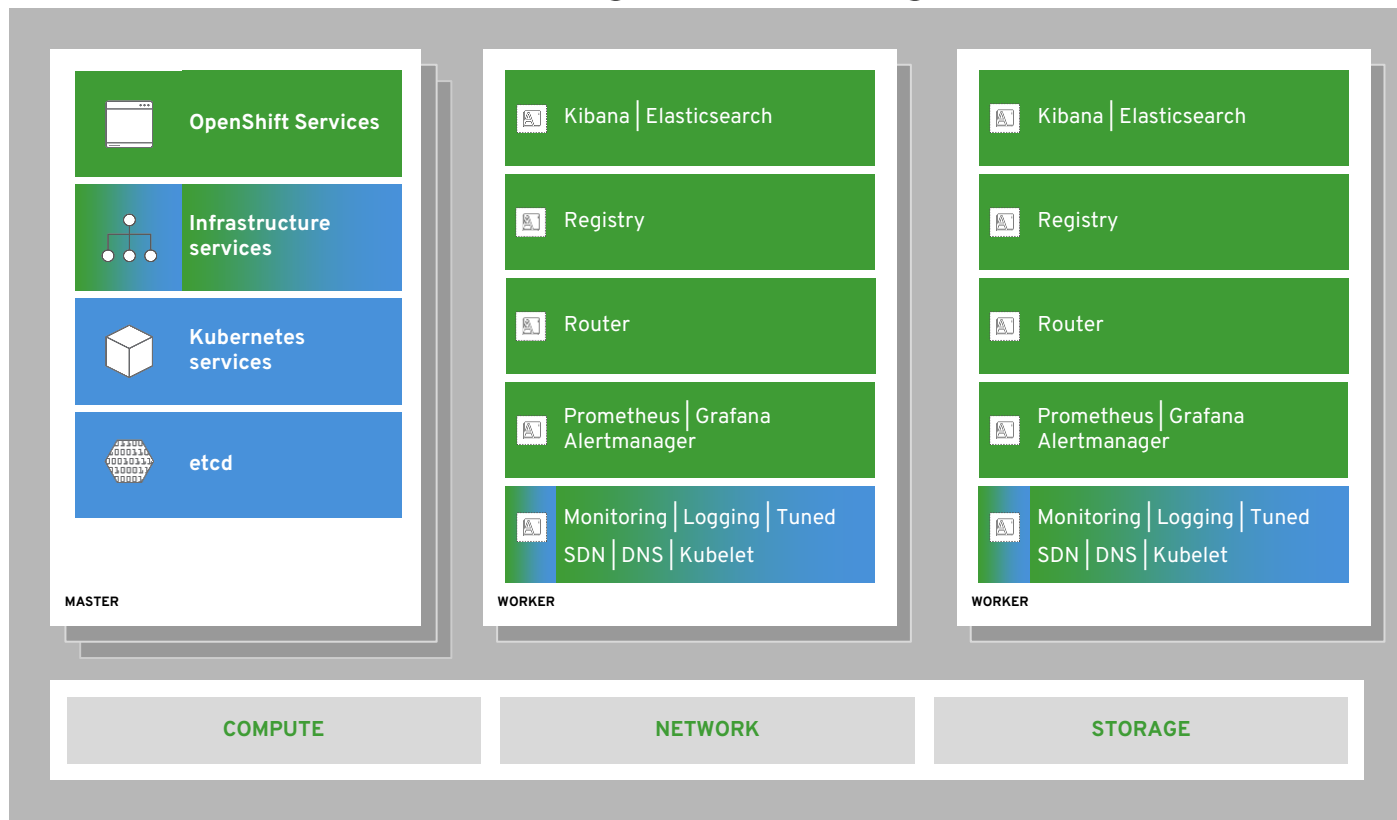 OpenShift Services
Infrastructure
services
Kubernetes
services
etcd
MASTER
Kibana | Elasticsearch
Registry
Router
Prometheus | Grafana
Alertmanager
Monitoring | Logging | Tuned
SDN | DNS | Kubelet
WORKER
Kibana | Elasticsearch
Registry
Router
Prometheus | Grafana
Alertmanager
Monitoring | Logging | Tuned
SDN | DNS | Kubelet
WORKER
COMPUTE
NETWORK
STORAGE